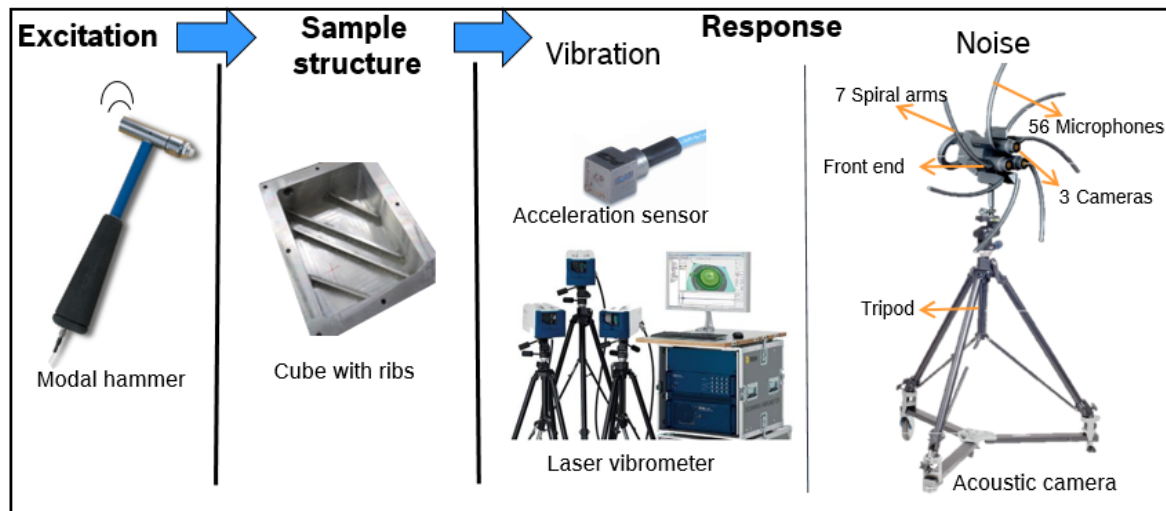 Excitation
Sample
structure
Response
Vibration
Noise
Modal hammer
Cube with ribs
Acceleration sensor
Laser vibrometer
7 Spiral arms
56 Microphones
Front end
3 Cameras
Tripod
Acoustic camera